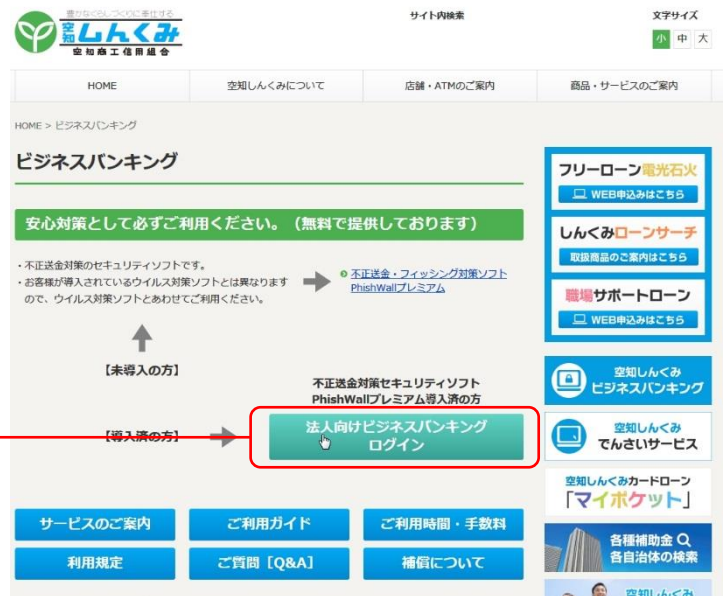 豊かなくらしづくりに奉仕する
空知しんくみ
空知商工信用組合
サイト内検索
文字サイズ
小 中 大
HOME
空知しんくみについて
店舗・ATMのご案内
商品・サービスのご案内
HOME > ビジネスバンキング
ビジネスバンキング
安心対策として必ずご利用ください。（無料で提供しております）
・不正送金対策のセキュリティソフトです。
・お客様が導入されているウイルス対策ソフトとは異なります
ので、ウイルス対策ソフトとあわせてご利用ください。
不正送金・フィッシング対策ソフト
PhishWallプレミアム
【未導入の方】
不正送金対策セキュリティソフト
PhishWallプレミアム導入済の方
【導入済の方】
法人向けビジネスバンキング
ログイン
サービスのご案内
ご利用ガイド
ご利用時間・手数料
利用規定
ご質問［Q&A］
補償について
フリーローン電光石火
WEB申込みはこちら
しんくみローンサーチ
取扱商品のご案内はこちら
職場サポートローン
WEB申込みはこちら
空知しんくみ
ビジネスバンキング
空知しんくみ
でんさいサービス
空知しんくみカードローン
「マイポケット」
各種補助金
各自治体の検索
空知しんくみ